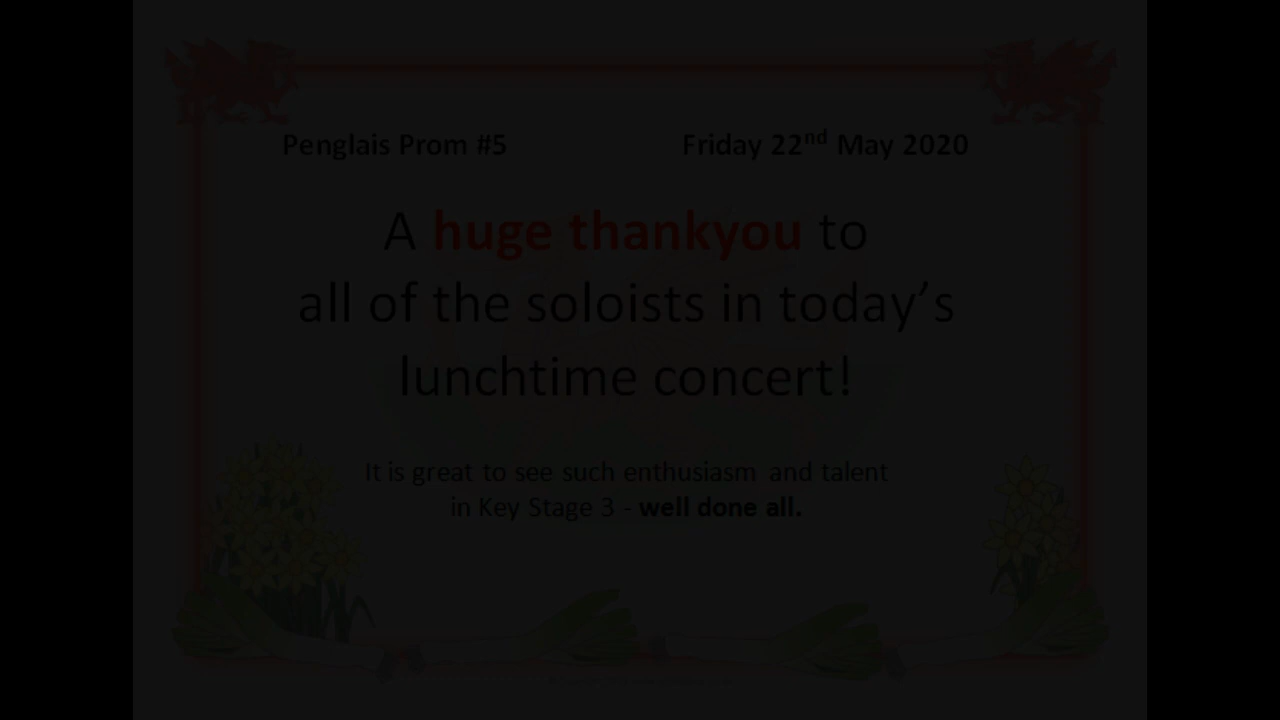 Penglais Prom #5 Friday 22nd May 2020
A huge thankyou to
all of the soloists in today’s
lunchtime concert!
It is great to see such enthusiasm and talent
in Key Stage 3 - well done all.